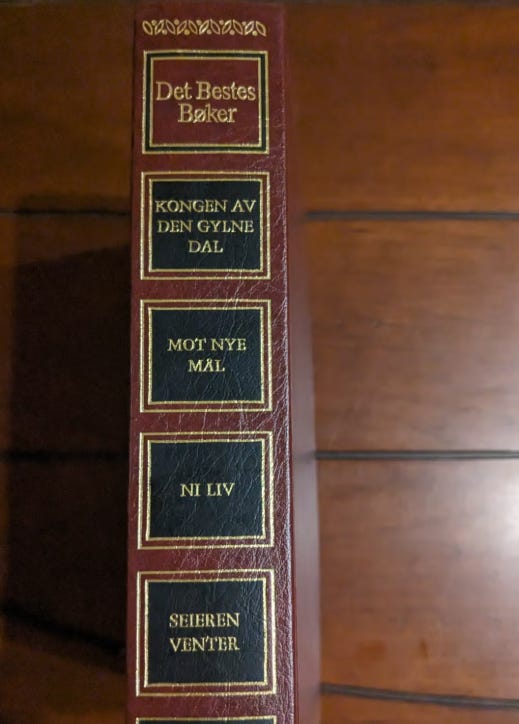 Det Bestes
Bøker
KONGEN AV
DEN GYLNE
DAL
MOT NYE
MÅL
NI LIV
SEIEREN
VENTER